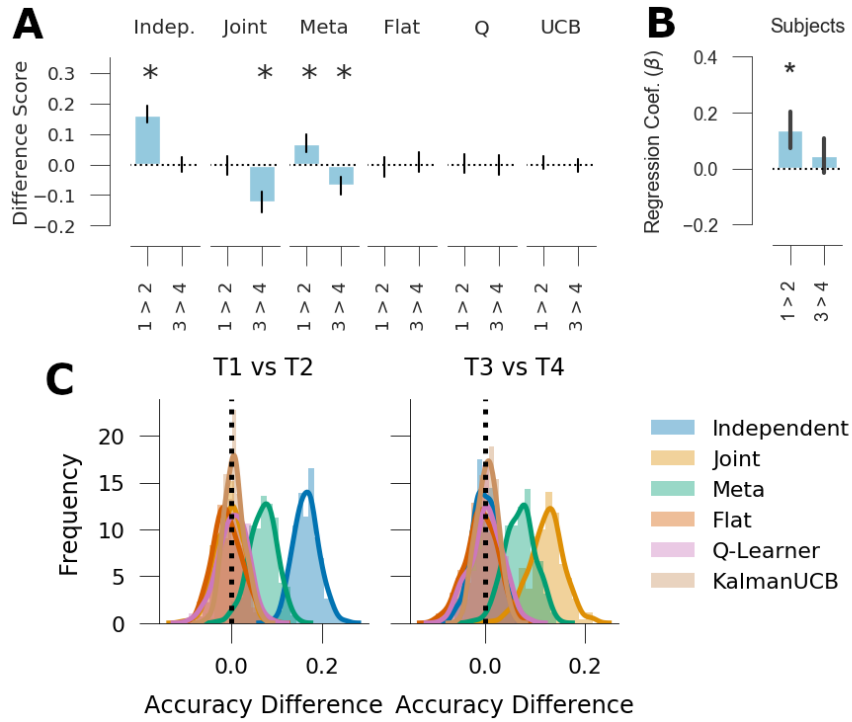 A
Indep. Joint Meta Flat Q UCB
Difference Score
0.3
0.2
0.1
0.0
−0.1
−0.2
* * * *
1 > 2 3 > 4 1 > 2 3 > 4 1 > 2 3 > 4 1 > 2 3 > 4 1 > 2 3 > 4 1 > 2 3 > 4
B
Subjects
Regression Coef. (β)
0.4
0.2
0.0
−0.2
*
1 > 2 3 > 4
C
T1 vs T2 T3 vs T4
Frequency
20
15
10
5
0
0.0 0.2 0.0 0.2
Accuracy Difference Accuracy Difference
Independent
Joint
Meta
Flat
Q-Learner
KalmanUCB